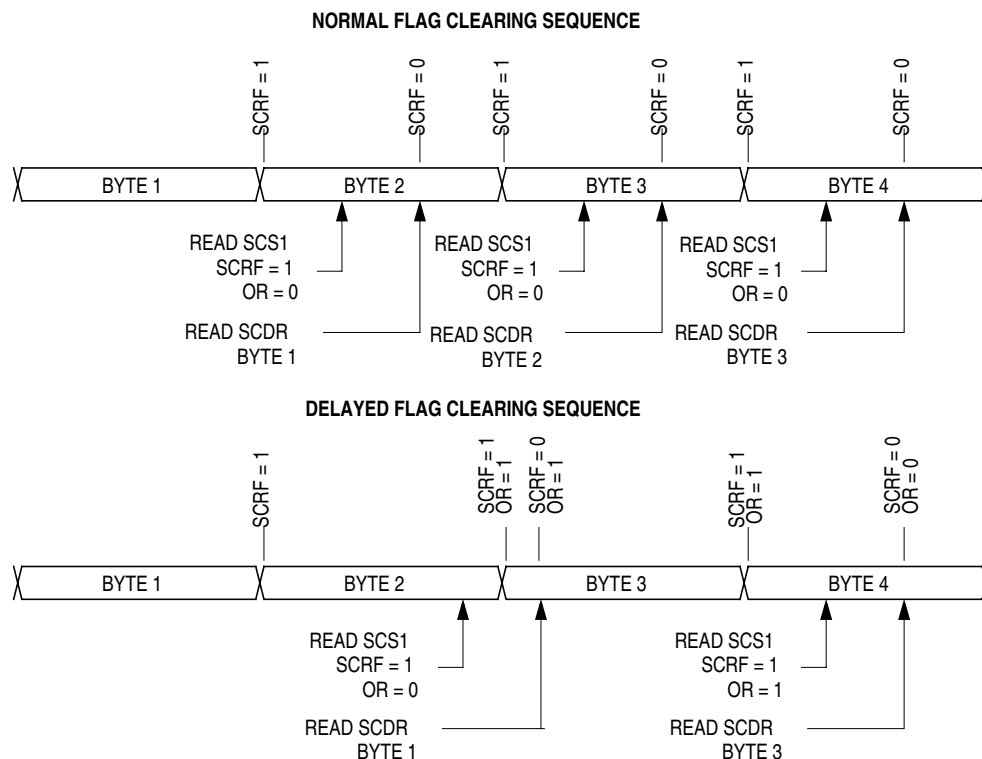 NORMAL FLAG CLEARING SEQUENCE
SCRF = 1
SCRF = 0
SCRF = 1
SCRF = 0
SCRF = 1
SCRF = 0
BYTE 1
BYTE 2
BYTE 3
BYTE 4
READ SCS1
SCRF = 1
OR = 0
READ SCS1
SCRF = 1
OR = 0
READ SCS1
SCRF = 1
OR = 0
READ SCDR
BYTE 1
READ SCDR
BYTE 2
READ SCDR
BYTE 3
DELAYED FLAG CLEARING SEQUENCE
SCRF = 1
SCRF = 1
OR = 1
SCRF = 0
OR = 1
SCRF = 1
OR = 1
SCRF = 0
OR = 0
BYTE 1
BYTE 2
BYTE 3
BYTE 4
READ SCS1
SCRF = 1
OR = 0
READ SCS1
SCRF = 1
OR = 1
READ SCDR
BYTE 1
READ SCDR
BYTE 3